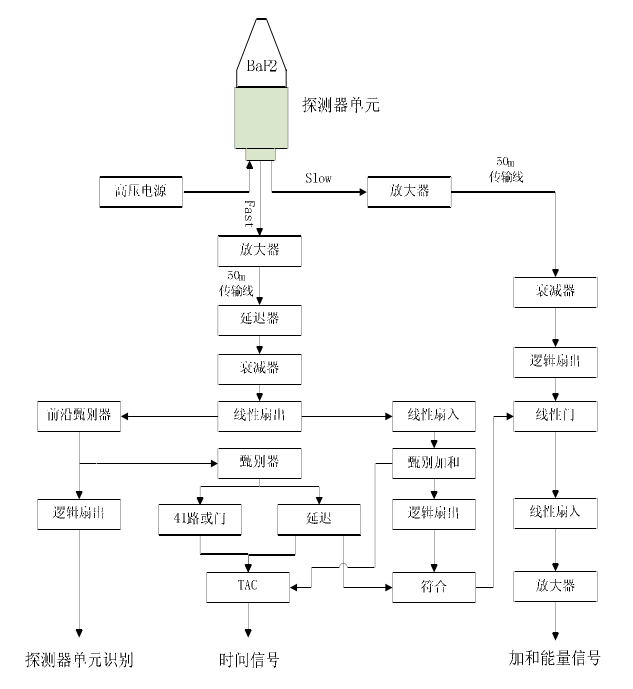 BaF2
探测器单元
高压电源
Slow
放大器
50m
传输线
Fast
放大器
50m
传输线
衰减器
延迟器
逻辑扇出
衰减器
前沿甄别器
线性扇出
线性扇入
线性门
甄别器
甄别加和
逻辑扇出
41路或门
延迟
逻辑扇出
线性扇入
TAC
符合
放大器
探测器单元识别
时间信号
加和能量信号